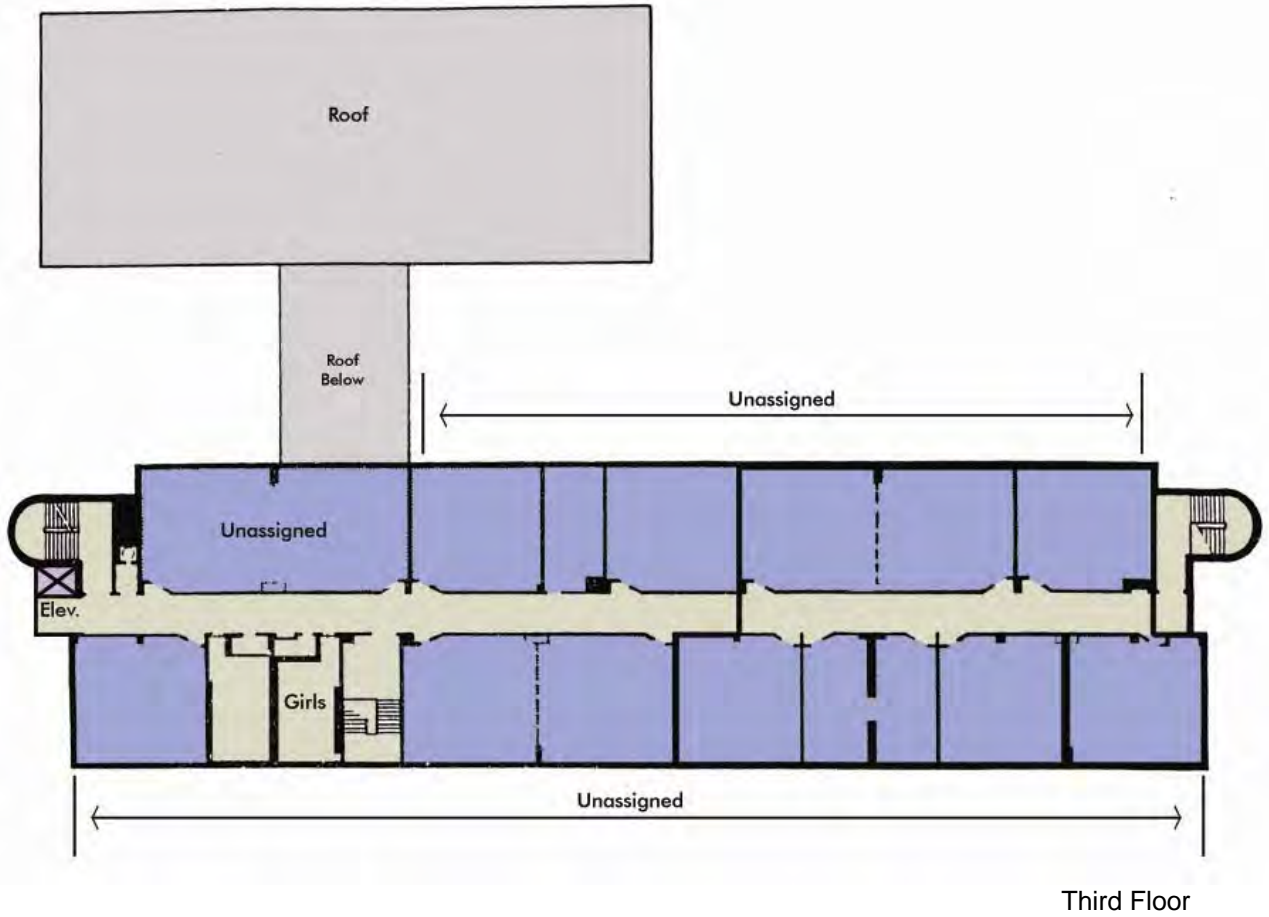 Roof
Roof
Below
Unassigned
Unassigned
Elev.
Girls
Unassigned
Third Floor